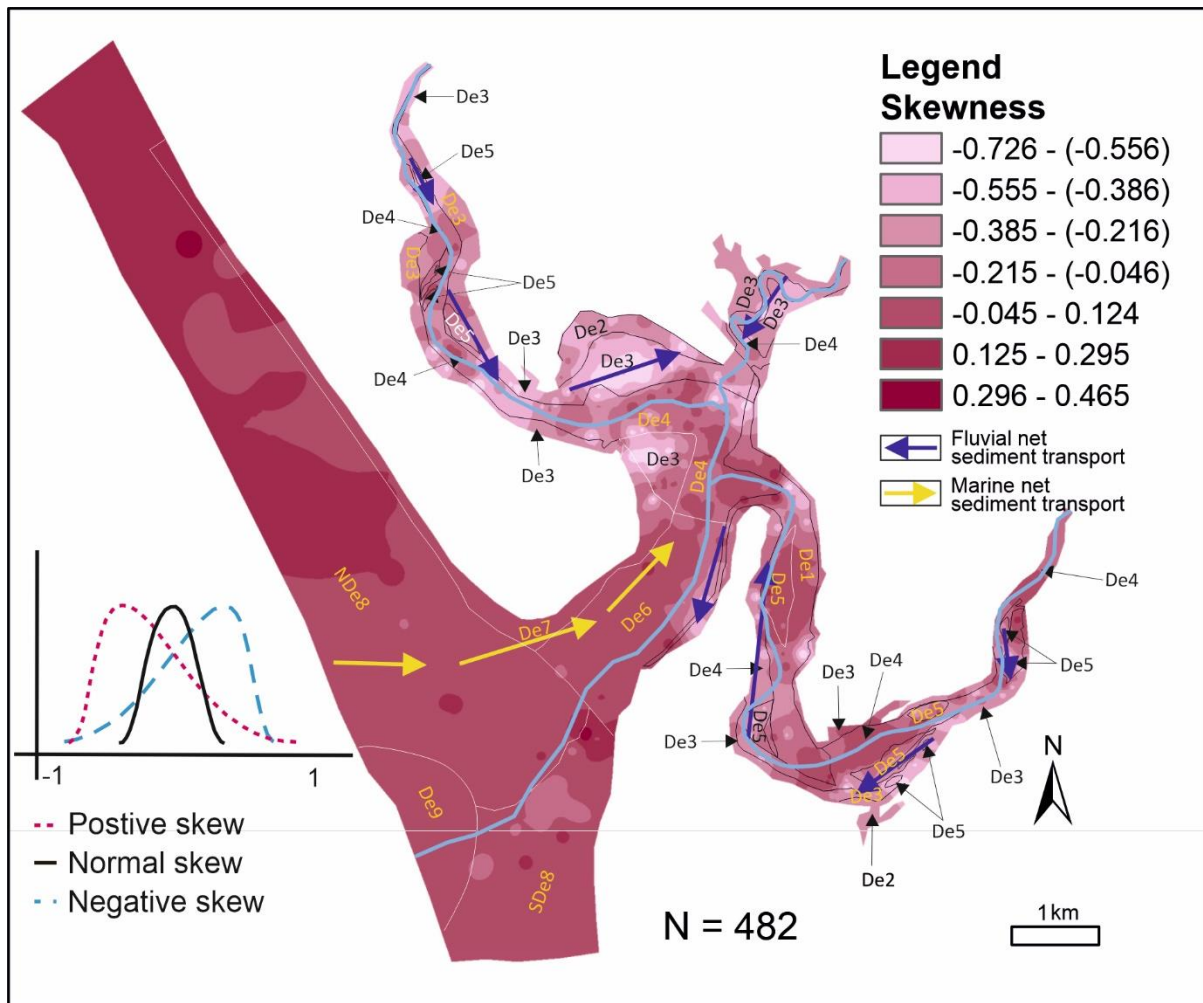 Legend
Skewness
-0.726 - (-0.556)
-0.555 - (-0.386)
-0.385 - (-0.216)
-0.215 - (-0.046)
-0.045 - 0.124
0.125 - 0.295
0.296 - 0.465
Fluvial net
sediment transport
Marine net
sediment transport
De3
De5
De3
De4
De3
De5
De5
De4
De3
De3
De2
De3
De3
De3
De4
De4
De3
De4
De1
De5
De4
De3
De5
De6
De7
NDe8
De9
SDe8
De4
De5
De3
De4
De5
De5
De3
De3
De5
De2
-1
1
Postive skew
Normal skew
Negative skew
N = 482
N
1 km